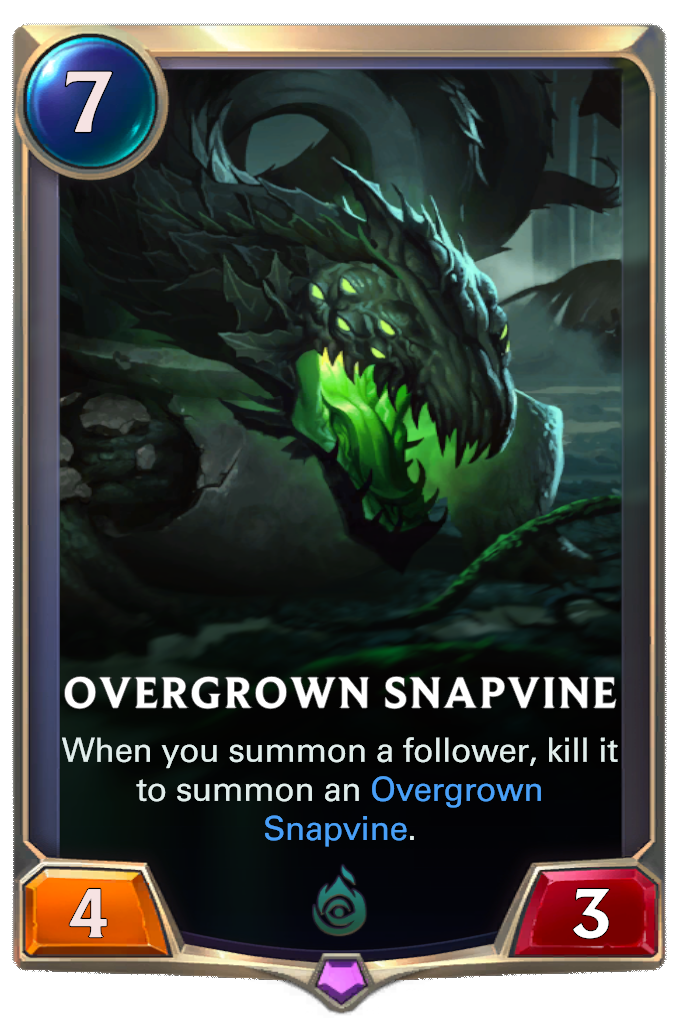 7
OVERGROWN SNAPVINE
When you summon a follower, kill it
to summon an Overgrown
Snapvine.
4
3